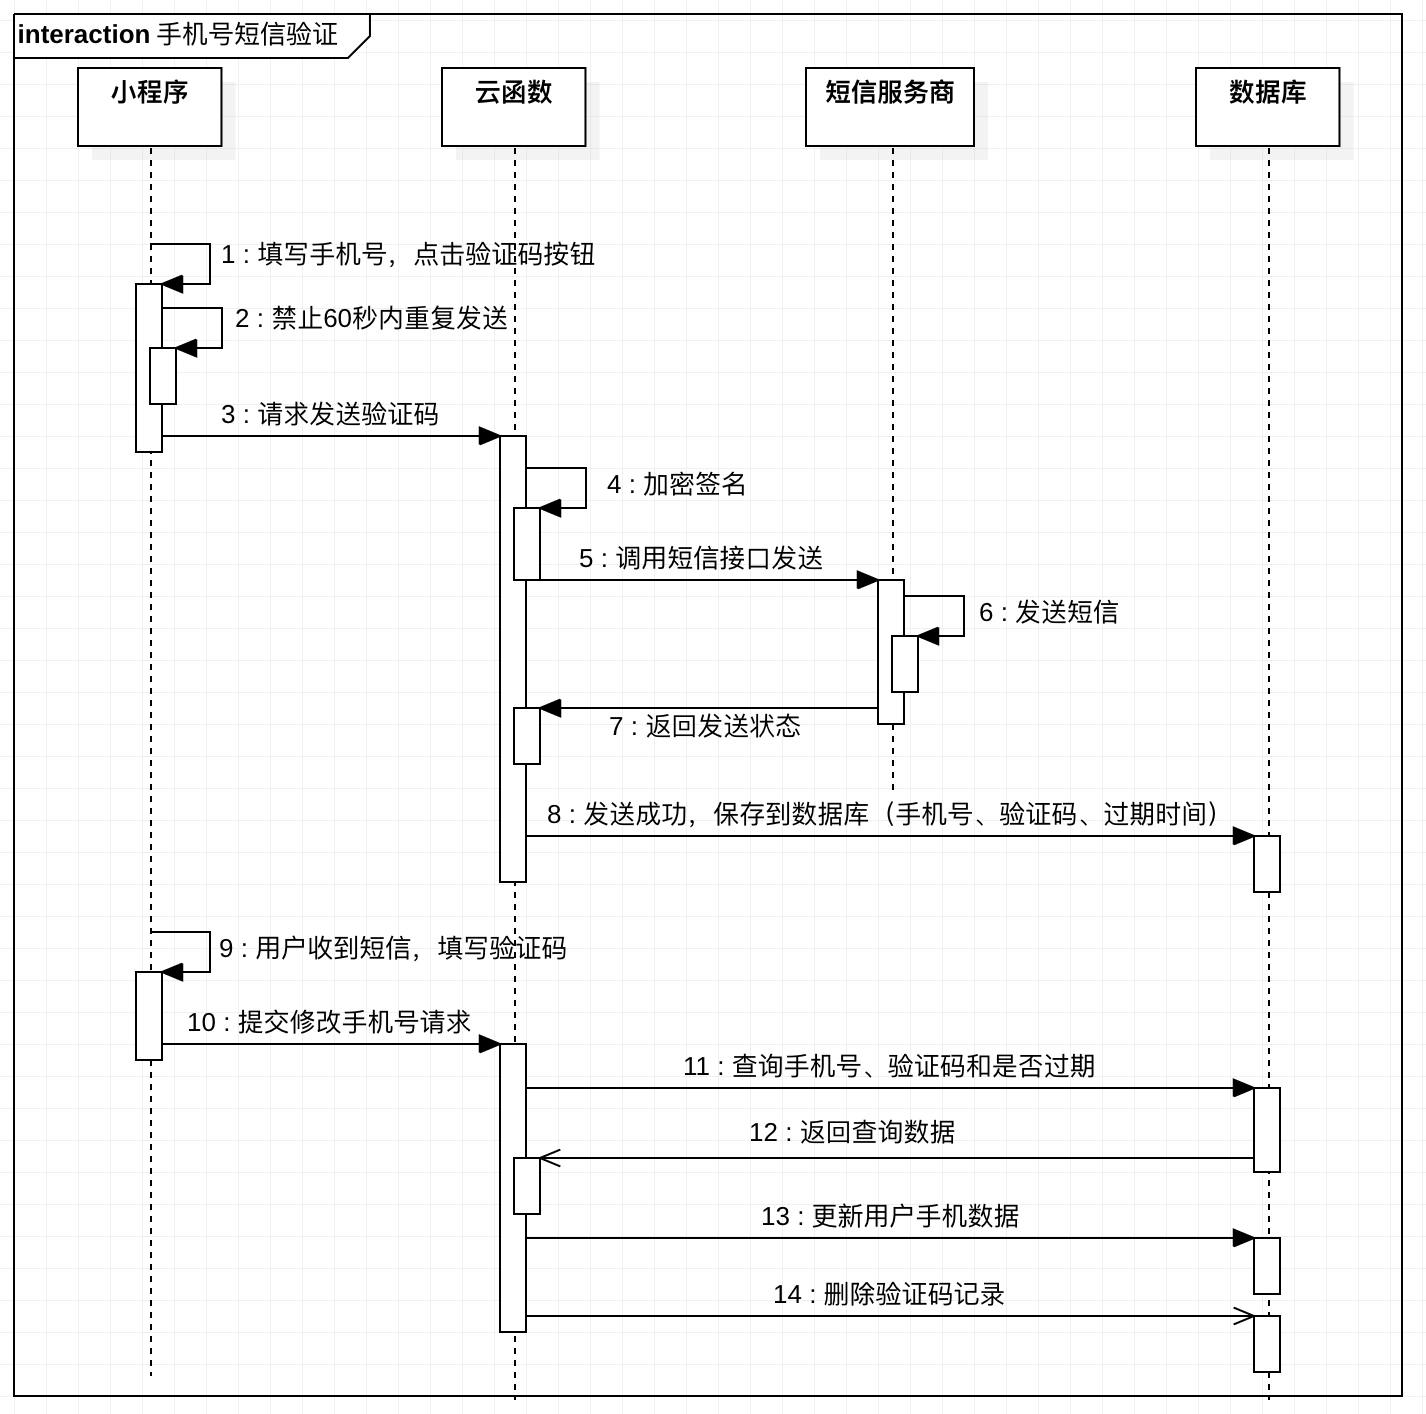 interaction 手机号短信验证
小程序
云函数
短信服务商
数据库
1 : 填写手机号，点击验证码按钮
2 : 禁止60秒内重复发送
3 : 请求发送验证码
4 : 加密签名
5 : 调用短信接口发送
6 : 发送短信
7 : 返回发送状态
8 : 发送成功，保存到数据库（手机号、验证码、过期时间）
9 : 用户收到短信，填写验证码
10 : 提交修改手机号请求
11 : 查询手机号、验证码和是否过期
12 : 返回查询数据
13 : 更新用户手机数据
14 : 删除验证码记录